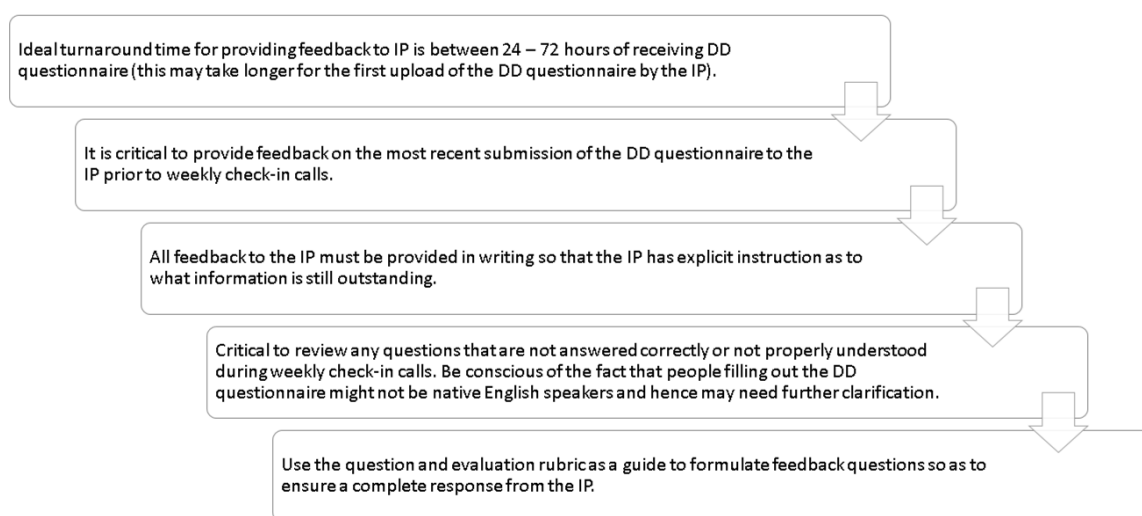 Ideal turnaround time for providing feedback to IP is between 24 – 72 hours of receiving DD
questionnaire (this may take longer for the first upload of the DD questionnaire by the IP).
It is critical to provide feedback on the most recent submission of the DD questionnaire to the
IP prior to weekly check-in calls.
All feedback to the IP must be provided in writing so that the IP has explicit instruction as to
what information is still outstanding.
Critical to review any questions that are not answered correctly or not properly understood
during weekly check-in calls. Be conscious of the fact that people filling out the DD
questionnaire might not be native English speakers and hence may need further clarification.
Use the question and evaluation rubric as a guide to formulate feedback questions so as to
ensure a complete response from the IP.